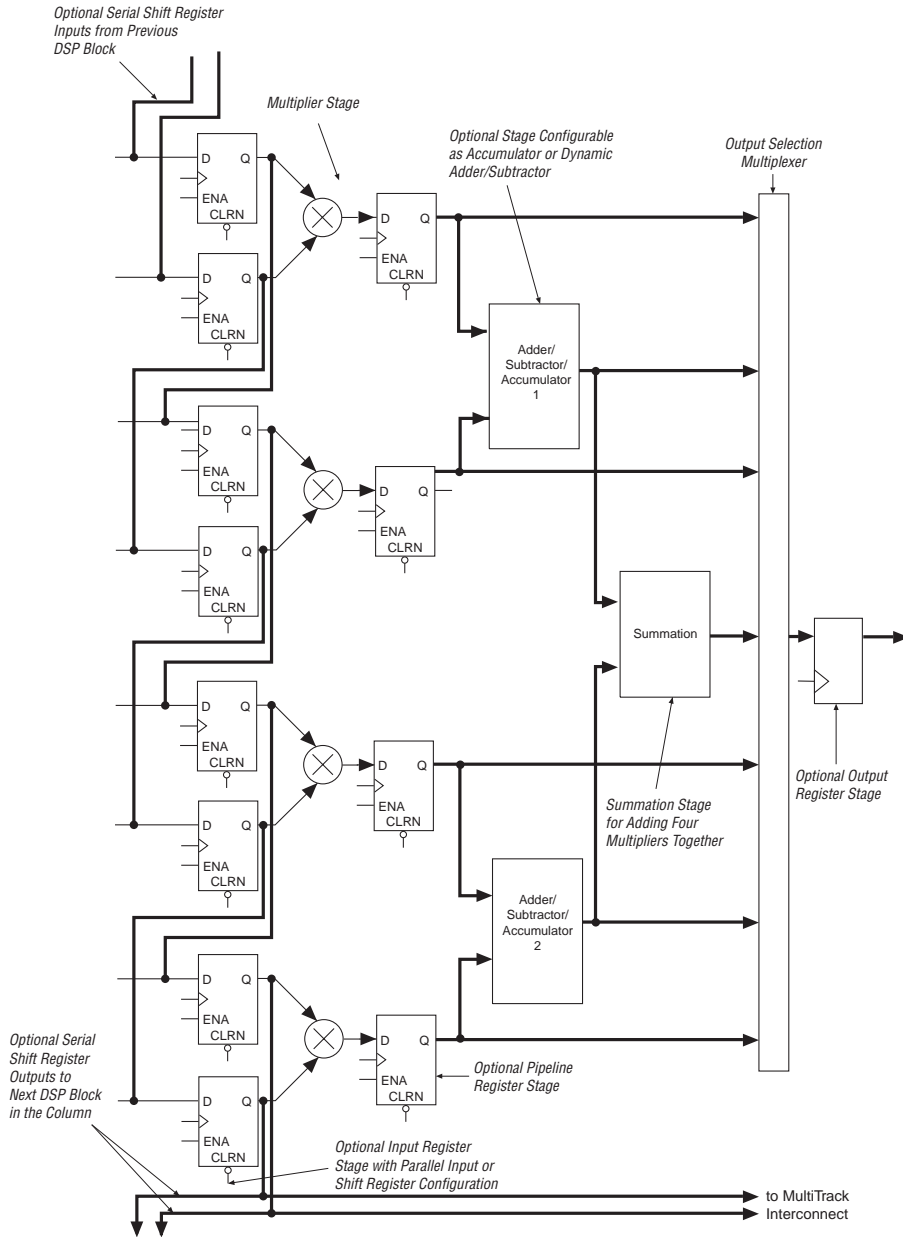 Optional Serial Shift Register
Inputs from Previous
DSP Block
Multiplier Stage
Optional Stage Configurable
as Accumulator or Dynamic
Adder/Subtractor
Output Selection
Multiplexer
D Q
ENA
CLRN
D Q
ENA
CLRN
D Q
ENA
CLRN
Adder/
Subtractor/
Accumulator
1
D Q
ENA
CLRN
D Q
ENA
CLRN
D Q
ENA
CLRN
Summation
D Q
ENA
CLRN
D Q
ENA
CLRN
D Q
ENA
CLRN
Summation Stage
for Adding Four
Multipliers Together
Optional Output
Register Stage
Adder/
Subtractor/
Accumulator
2
D Q
ENA
CLRN
D Q
ENA
CLRN
D Q
ENA
CLRN
Optional Serial
Shift Register
Outputs to
Next DSP Block
in the Column
Optional Pipeline
Register Stage
Optional Input Register
Stage with Parallel Input or
Shift Register Configuration
to MultiTrack
Interconnect